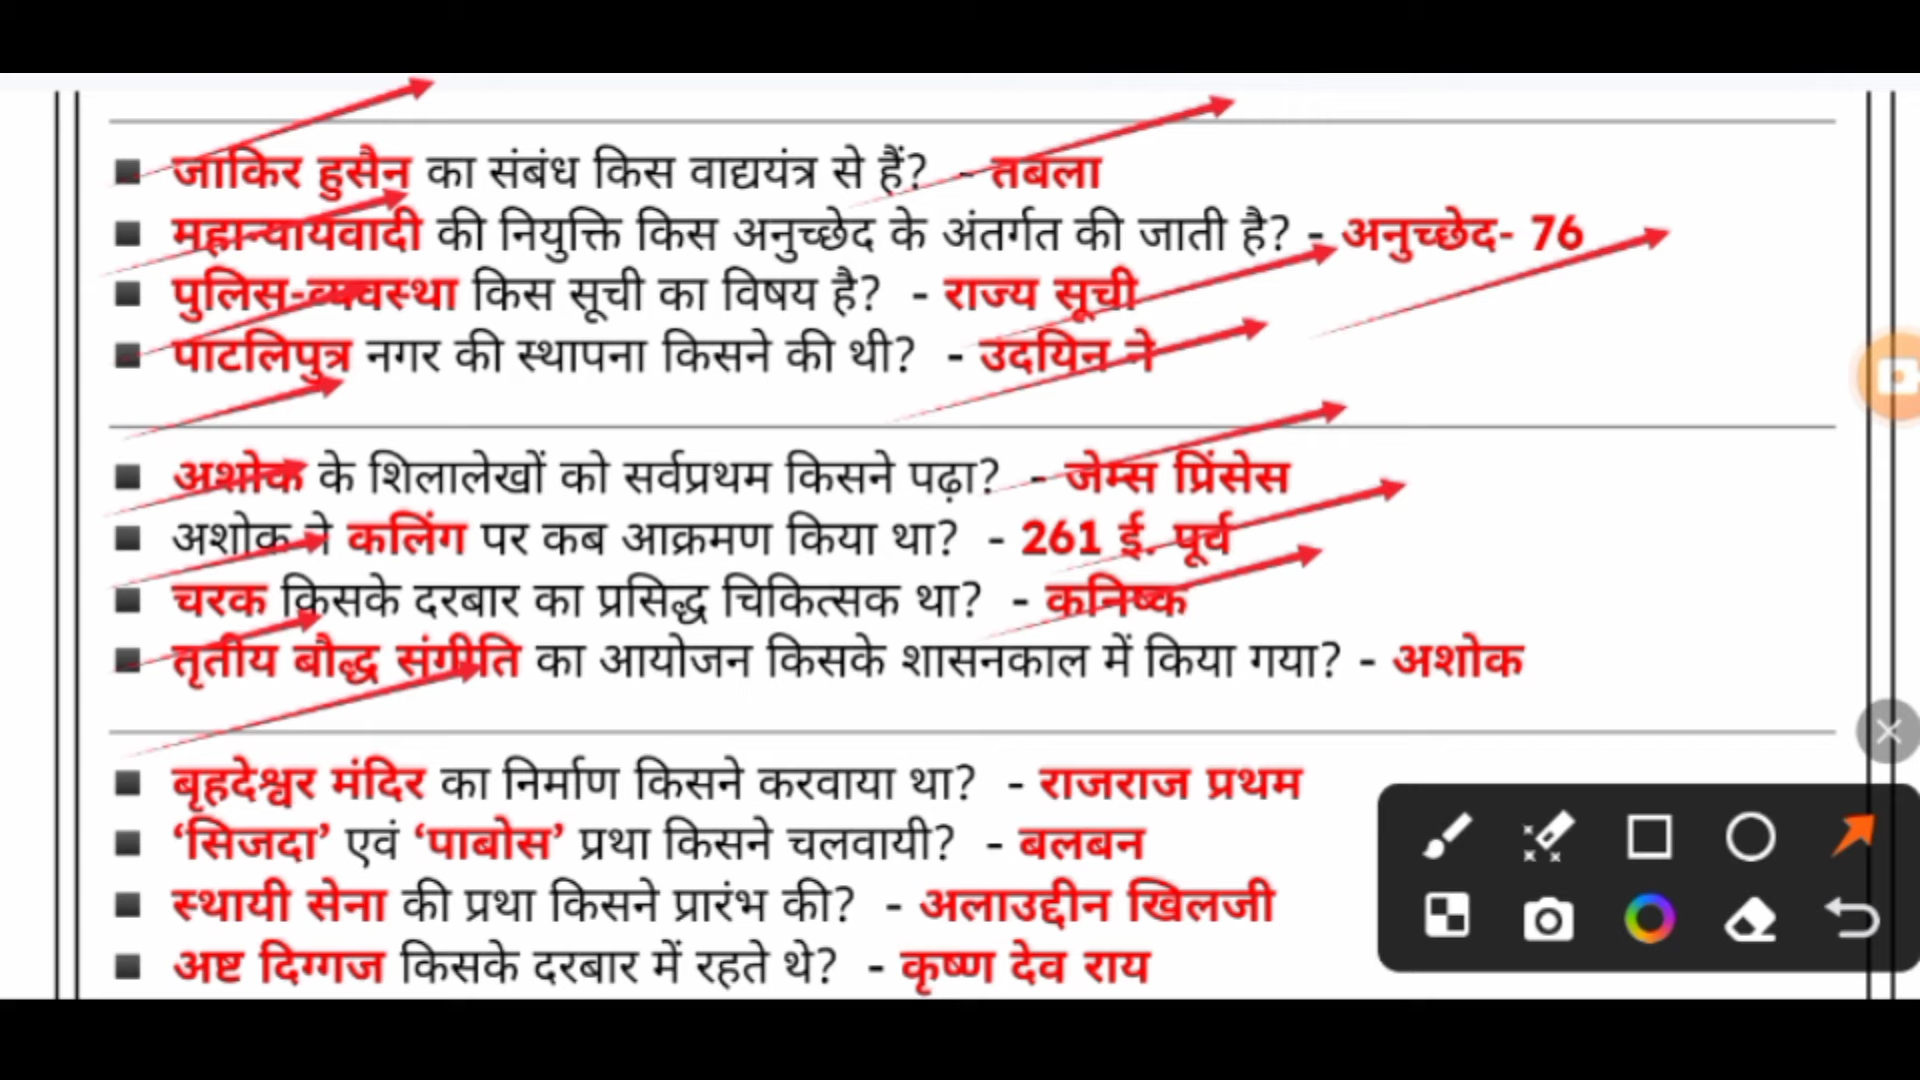 ■ जाकिर हुसैन का संबंध किस वाद्ययंत्र से हैं? - तबला
■ महान्यायवादी की नियुक्ति किस अनुच्छेद के अंतर्गत की जाती है? - अनुच्छेद- 76
■ पुलिस-व्यवस्था किस सूची का विषय है? - राज्य सूची
■ पाटलिपुत्र नगर की स्थापना किसने की थी? - उदयिन ने
■ अशोक के शिलालेखों को सर्वप्रथम किसने पढ़ा? - जेम्स प्रिंसेस
■ अशोक ने कलिंग पर कब आक्रमण किया था? - 261 ई. पूर्व
■ चरक किसके दरबार का प्रसिद्ध चिकित्सक था? - कनिष्क
■ तृतीय बौद्ध संगीति का आयोजन किसके शासनकाल में किया गया? - अशोक
■ बृहदेश्वर मंदिर का निर्माण किसने करवाया था? - राजराज प्रथम
■ ‘सिजदा’ एवं ‘पाबोस’ प्रथा किसने चलवायी? - बलबन
■ स्थायी सेना की प्रथा किसने प्रारंभ की? - अलाउद्दीन खिलजी
■ अष्ट दिग्गज किसके दरबार में रहते थे? - कृष्ण देव राय